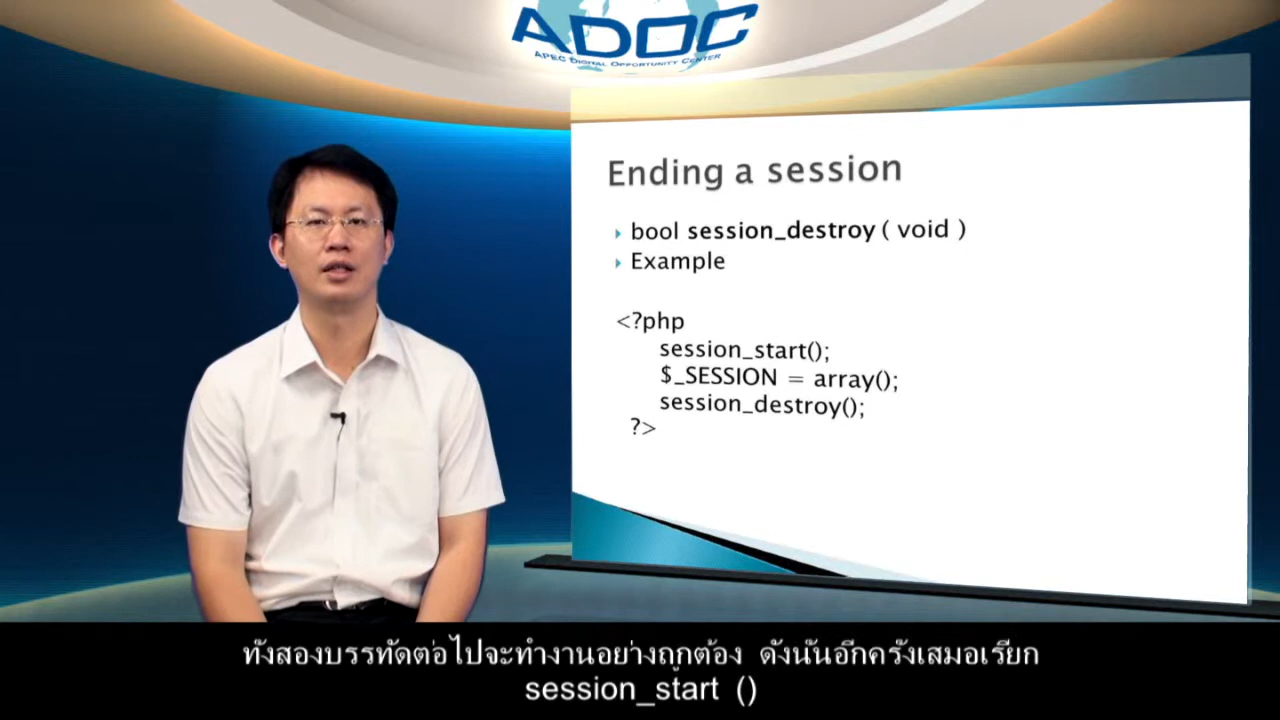 ADOC
APEC DIGITAL OPPORTUNITY CENTER
Ending a session
bool session_destroy ( void )
Example
<?php
session_start();
$_SESSION = array();
session_destroy();
?>
ทั้งสองบรรทัดต่อไปจะทำงานอย่างถูกต้อง ดังนั้นอีกครั้งเสมอเรียก
session_start ()